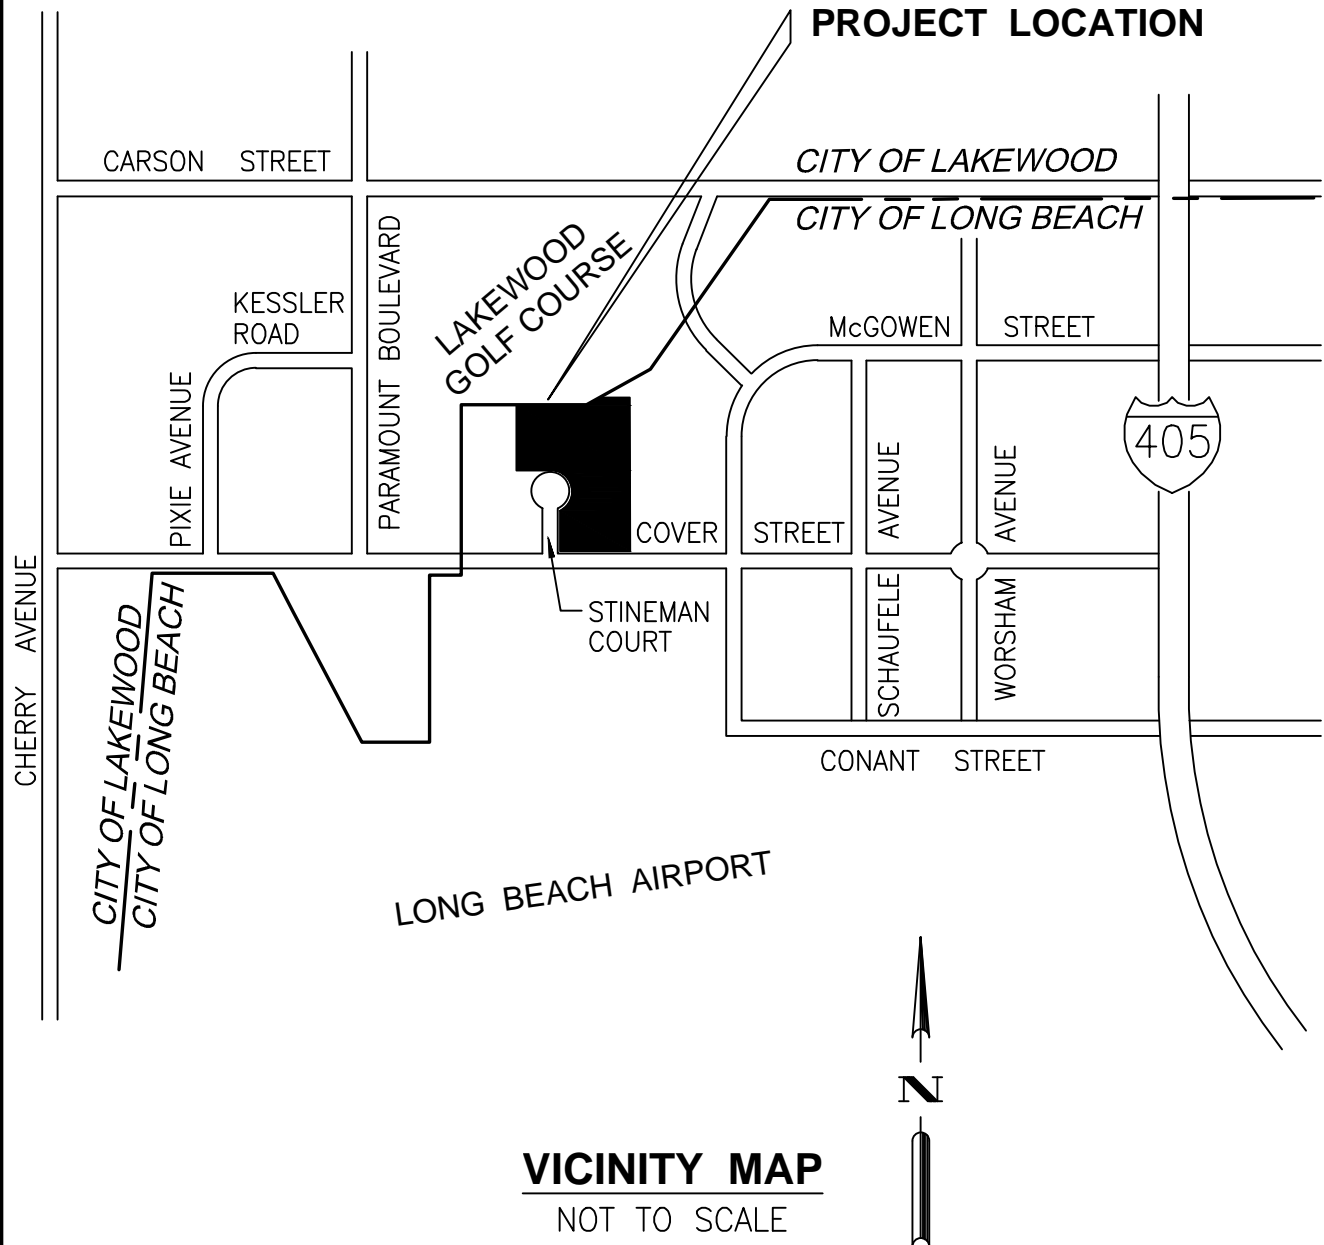 PROJECT LOCATION
CARSON STREET
CITY OF LAKEWOOD
CITY OF LONG BEACH
LAKEWOOD
GOLF COURSE
PARAMOUNT BOULEVARD
KESSLER
ROAD
McGOWEN STREET
PIXIE AVENUE
405
AVENUE
AVENUE
COVER STREET
CHERRY AVENUE
STINEMAN
COURT
SCHAUFELE
WORSHAM
CITY OF LAKEWOOD
CITY OF LONG BEACH
CONANT STREET
LONG BEACH AIRPORT
N
VICINITY MAP
NOT TO SCALE